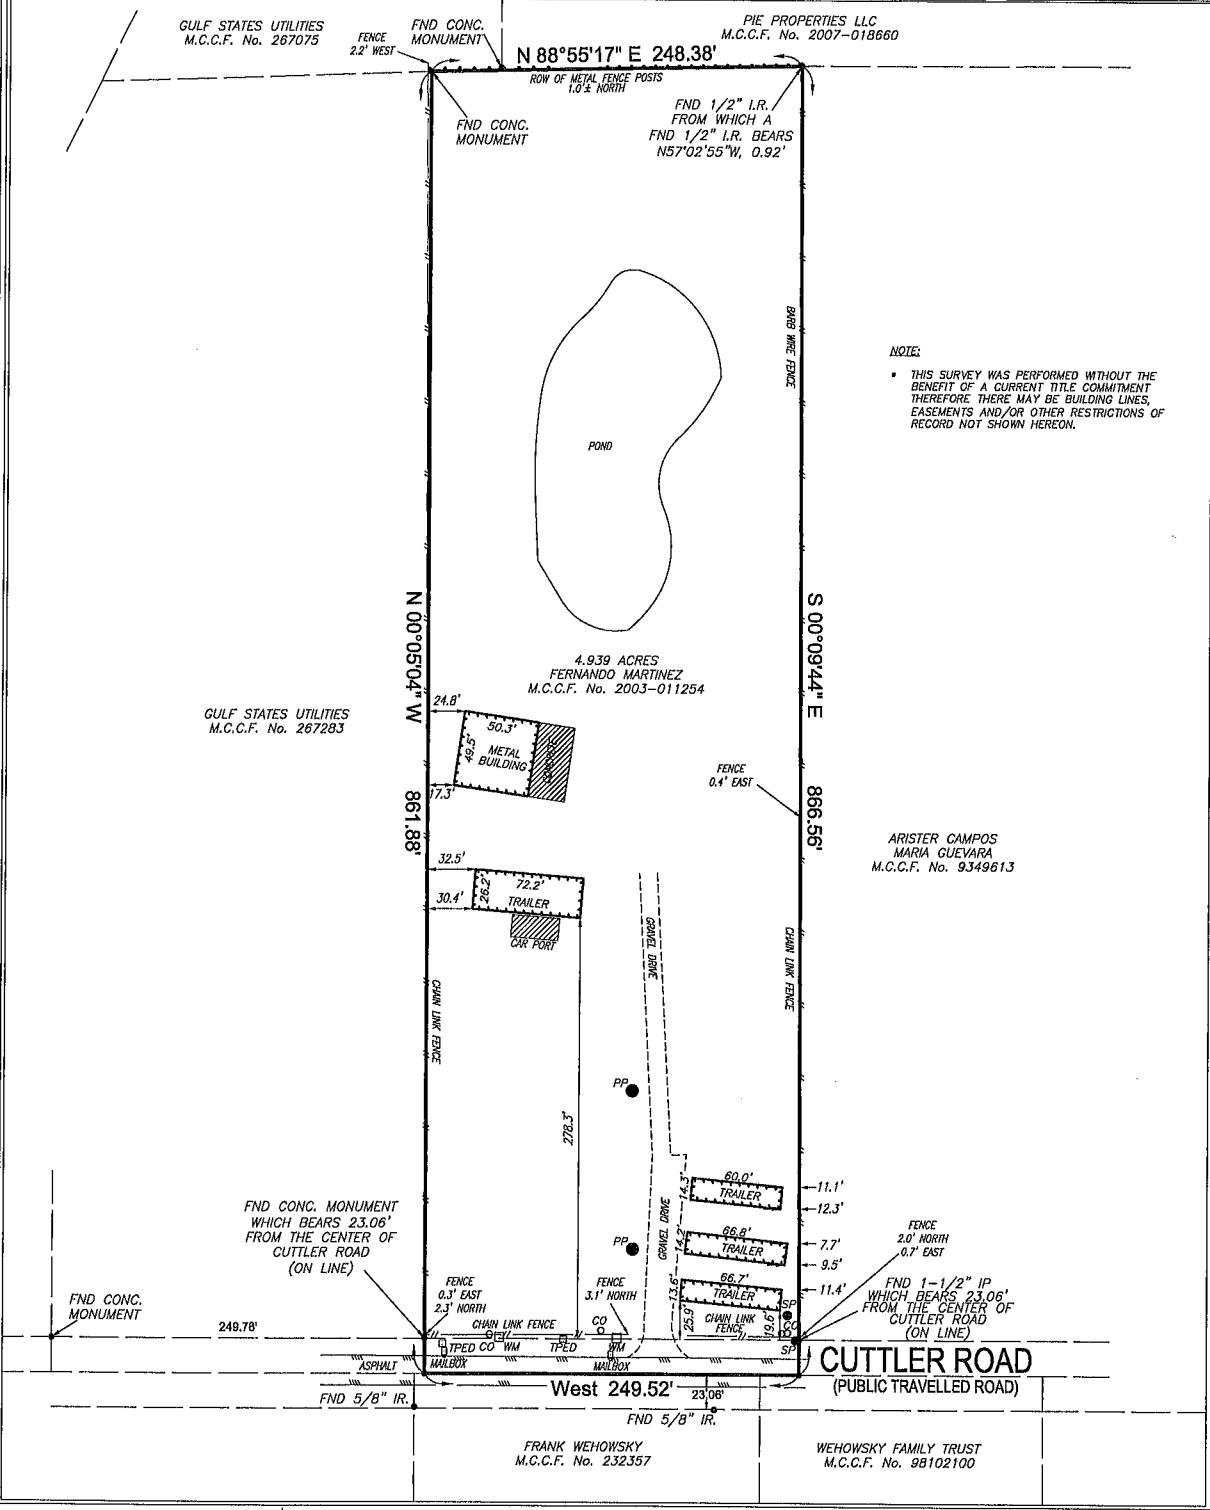 GULF STATES UTILITIES
M.C.C.F. No. 267075
FENCE
2.2' WEST
FND CONC.
MONUMENT
N 88°55'17" E 248.38'
PIE PROPERTIES LLC
M.C.C.F. No. 2007-018660
ROW OF METAL FENCE POSTS
1.0'± NORTH
FND CONC.
MONUMENT
FND 1/2" I.R.
FROM WHICH A
FND 1/2" I.R. BEARS
N57°02'55"W, 0.92'
BARB WIRE FENCE
NOTE:
• THIS SURVEY WAS PERFORMED WITHOUT THE
BENEFIT OF A CURRENT TITLE COMMITMENT
THEREFORE THERE MAY BE BUILDING LINES,
EASEMENTS AND/OR OTHER RESTRICTIONS OF
RECORD NOT SHOWN HEREON.
POND
N 00°05'04" W 861.88'
S 00°09'44" E 866.56'
4.939 ACRES
FERNANDO MARTINEZ
M.C.C.F. No. 2003-011254
GULF STATES UTILITIES
M.C.C.F. No. 267283
24.8'
50.3'
49.5'
METAL
BUILDING
CONCRETE
17.3'
FENCE
0.4' EAST
ARISTER CAMPOS
MARIA GUEVARA
M.C.C.F. No. 9349613
32.5'
30.4'
26.2'
72.2'
TRAILER
CAR PORT
GRAVEL DRIVE
CHAIN LINK FENCE
CHAIN LINK FENCE
278.3'
PP
PP
GRAVEL DRIVE
60.0'
14.3'
TRAILER
11.1'
12.3'
66.8'
14.2'
TRAILER
7.7'
9.5'
66.7'
13.6'
TRAILER
11.4'
25.9'
CHAIN LINK
FENCE
19.6'
SP
CO
SP
FENCE
2.0' NORTH
0.7' EAST
FND 1-1/2" IP
WHICH BEARS 23.06'
FROM THE CENTER OF
CUTTLER ROAD
(ON LINE)
FND CONC. MONUMENT
WHICH BEARS 23.06'
FROM THE CENTER OF
CUTTLER ROAD
(ON LINE)
FND CONC.
MONUMENT
249.78'
FENCE
0.3' EAST
2.3' NORTH
CHAIN LINK FENCE
FENCE
3.1' NORTH
CO
TPED
CO
WM
TPED
WM
MAILBOX
MAILBOX
ASPHALT
CUTTLER ROAD
(PUBLIC TRAVELLED ROAD)
West 249.52'
23.06'
FND 5/8" IR.
FND 5/8" IR.
FRANK WEHOWSKY
M.C.C.F. No. 232357
WEHOWSKY FAMILY TRUST
M.C.C.F. No. 98102100